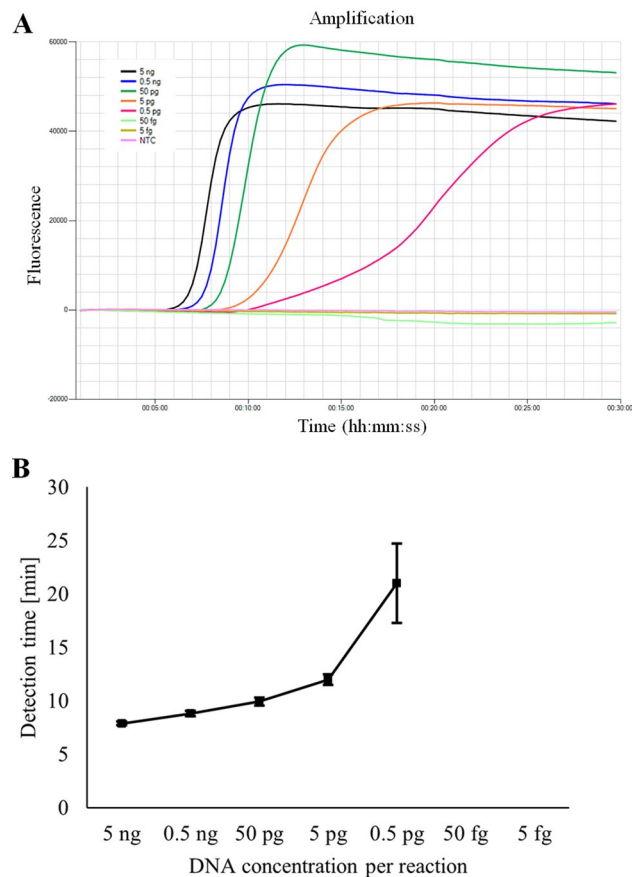 A
Amplification
60000
40000
20000
0
-20000
Fluorescence
5 ng
0.5 ng
50 pg
5 pg
0.5 pg
50 fg
5 fg
NTC
00:05:00 00:10:00 00:15:00 00:20:00 00:25:00 00:30:00
Time (hh:mm:ss)
B
30
25
20
15
10
5
0
Detection time [min]
5 ng 0.5 ng 50 pg 5 pg 0.5 pg 50 fg 5 fg
DNA concentration per reaction